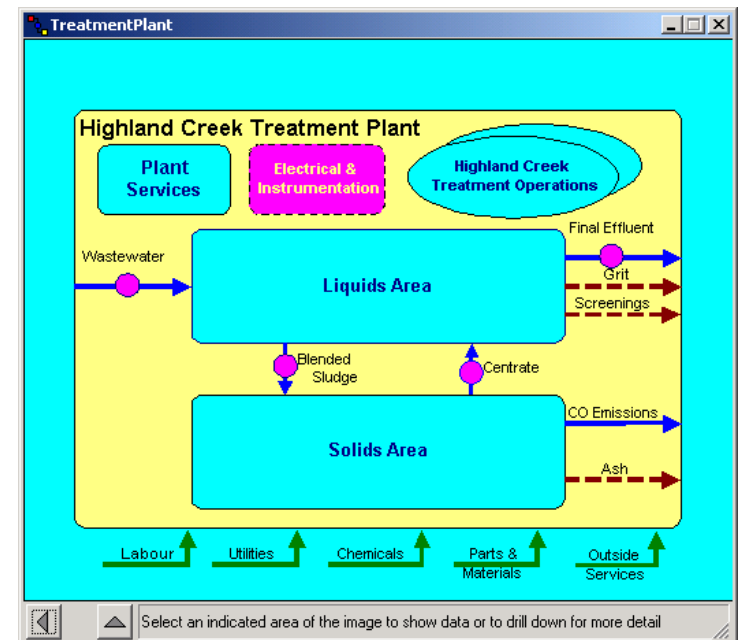 TreatmentPlant
Highland Creek Treatment Plant
Plant
Services
Electrical &
Instrumentation
Highland Creek
Treatment Operations
Final Effluent
Wastewater
Grit
Liquids Area
Screenings
Blended
Sludge
Centrate
CO Emissions
Solids Area
Ash
Labour
Utilities
Chemicals
Parts &
Materials
Outside
Services
Select an indicated area of the image to show data or to drill down for more detail